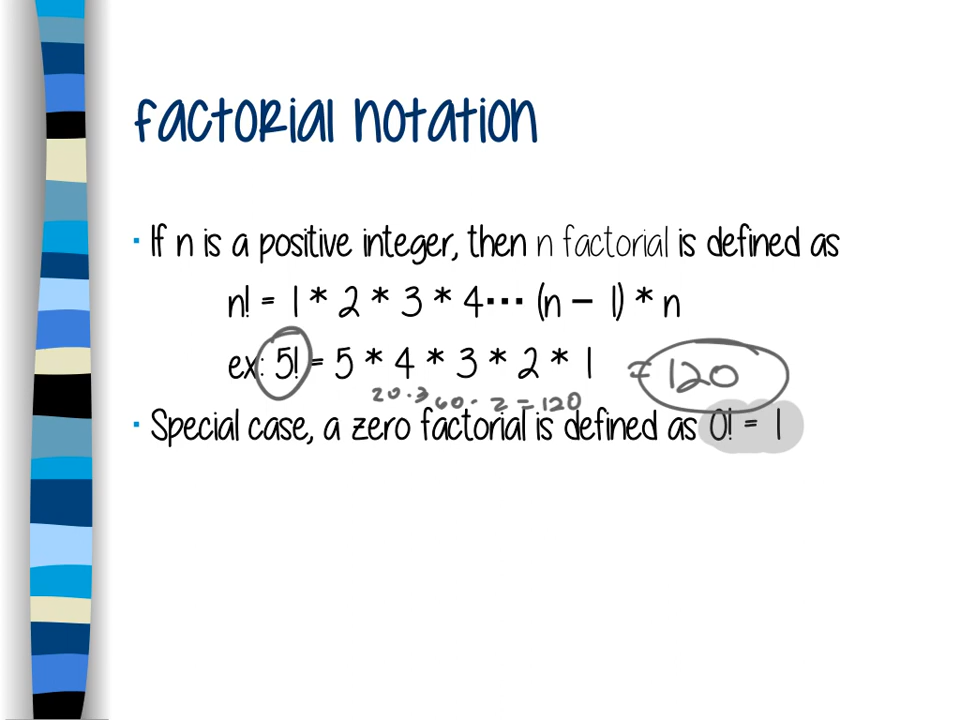 factorial notation
▪ If n is a positive integer, then n factorial is defined as
n! = 1 * 2 * 3 * 4··· (n − 1) * n
ex: 5! = 5 * 4 * 3 * 2 * 1 = 120
20·3 60· 2 = 120
▪ Special case, a zero factorial is defined as 0! = 1